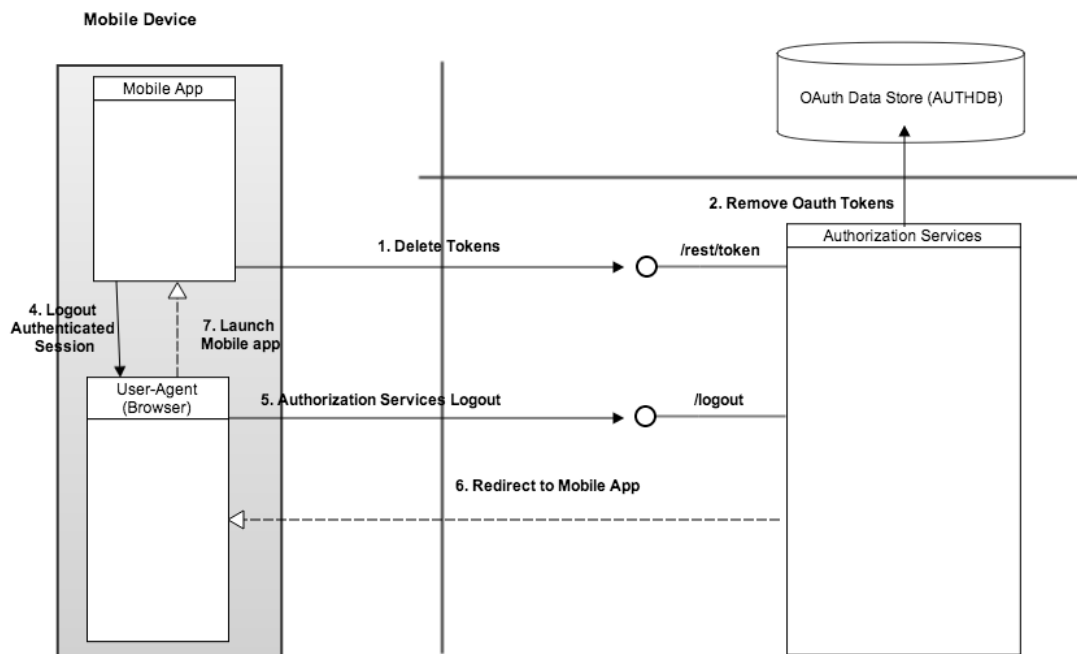 Mobile Device
Mobile App
OAuth Data Store (AUTHDB)
2. Remove Oauth Tokens
Authorization Services
1. Delete Tokens
/rest/token
4. Logout
Authenticated
Session
7. Launch
Mobile app
User-Agent
(Browser)
5. Authorization Services Logout
/logout
6. Redirect to Mobile App